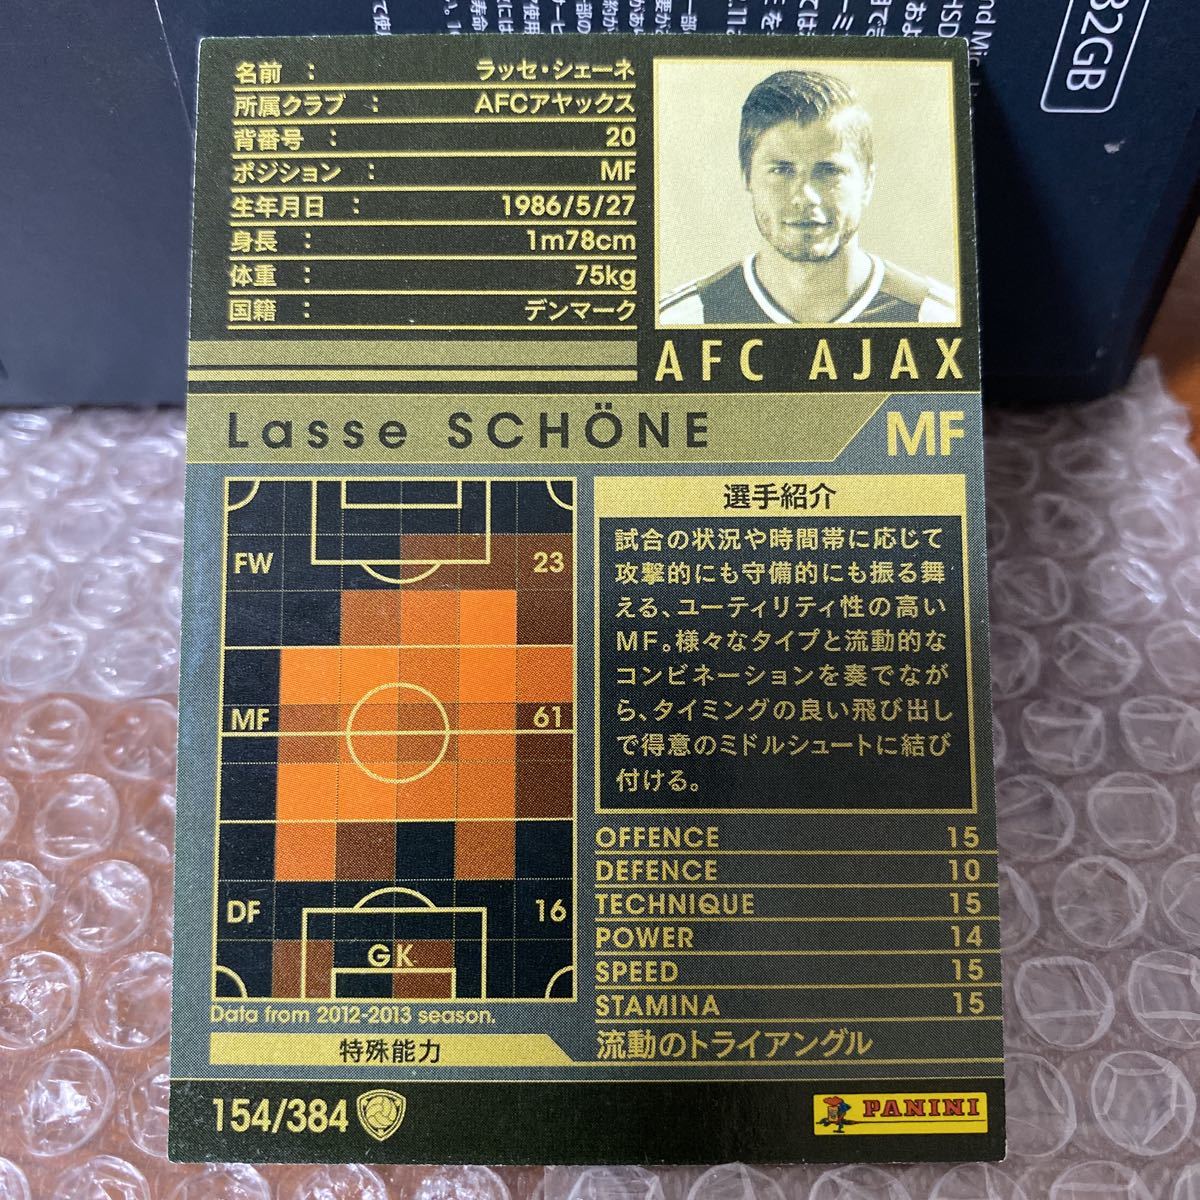 32GB
名前 : ラッセ・シェーネ
所属クラブ : AFCアヤックス
背番号 : 20
ポジション : MF
生年月日 : 1986/5/27
身長 : 1m78cm
体重 : 75kg
国籍 : デンマーク
AFC AJAX
Lasse SCHÖNE MF
FW 23
MF 61
DF 16
GK
Data from 2012-2013 season.
選手紹介
試合の状況や時間帯に応じて
攻撃的にも守備的にも振る舞
える、ユーティリティ性の高い
MF。様々なタイプと流動的な
コンビネーションを奏でなが
ら、タイミングの良い飛び出し
で得意のミドルシュートに結び
付ける。
OFFENCE 15
DEFENCE 10
TECHNIQUE 15
POWER 14
SPEED 15
STAMINA 15
特殊能力 流動のトライアングル
154/384
PANINI